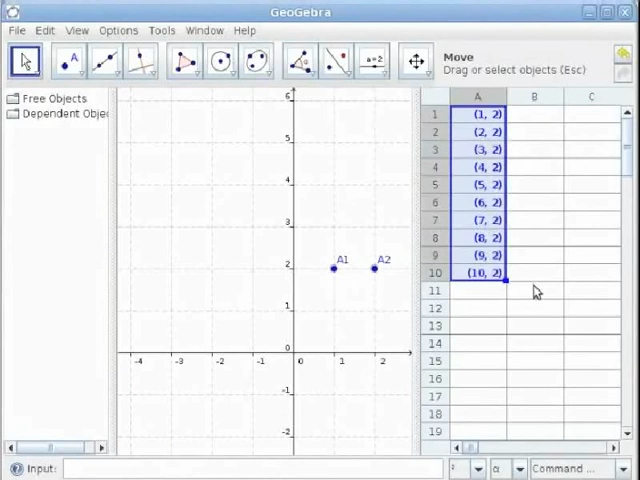 GeoGebra
File Edit View Options Tools Window Help
A
a=2
Move
Drag or select objects (Esc)
Free Objects
Dependent Objec
6
5
4
3
2
1
0
-1
-2
-4 -3 -2 -1 0 1 2
A1 A2
A B C
1 (1, 2)
2 (2, 2)
3 (3, 2)
4 (4, 2)
5 (5, 2)
6 (6, 2)
7 (7, 2)
8 (8, 2)
9 (9, 2)
10 (10, 2)
11
12
13
14
15
16
17
18
19
Input: ² α Command ...